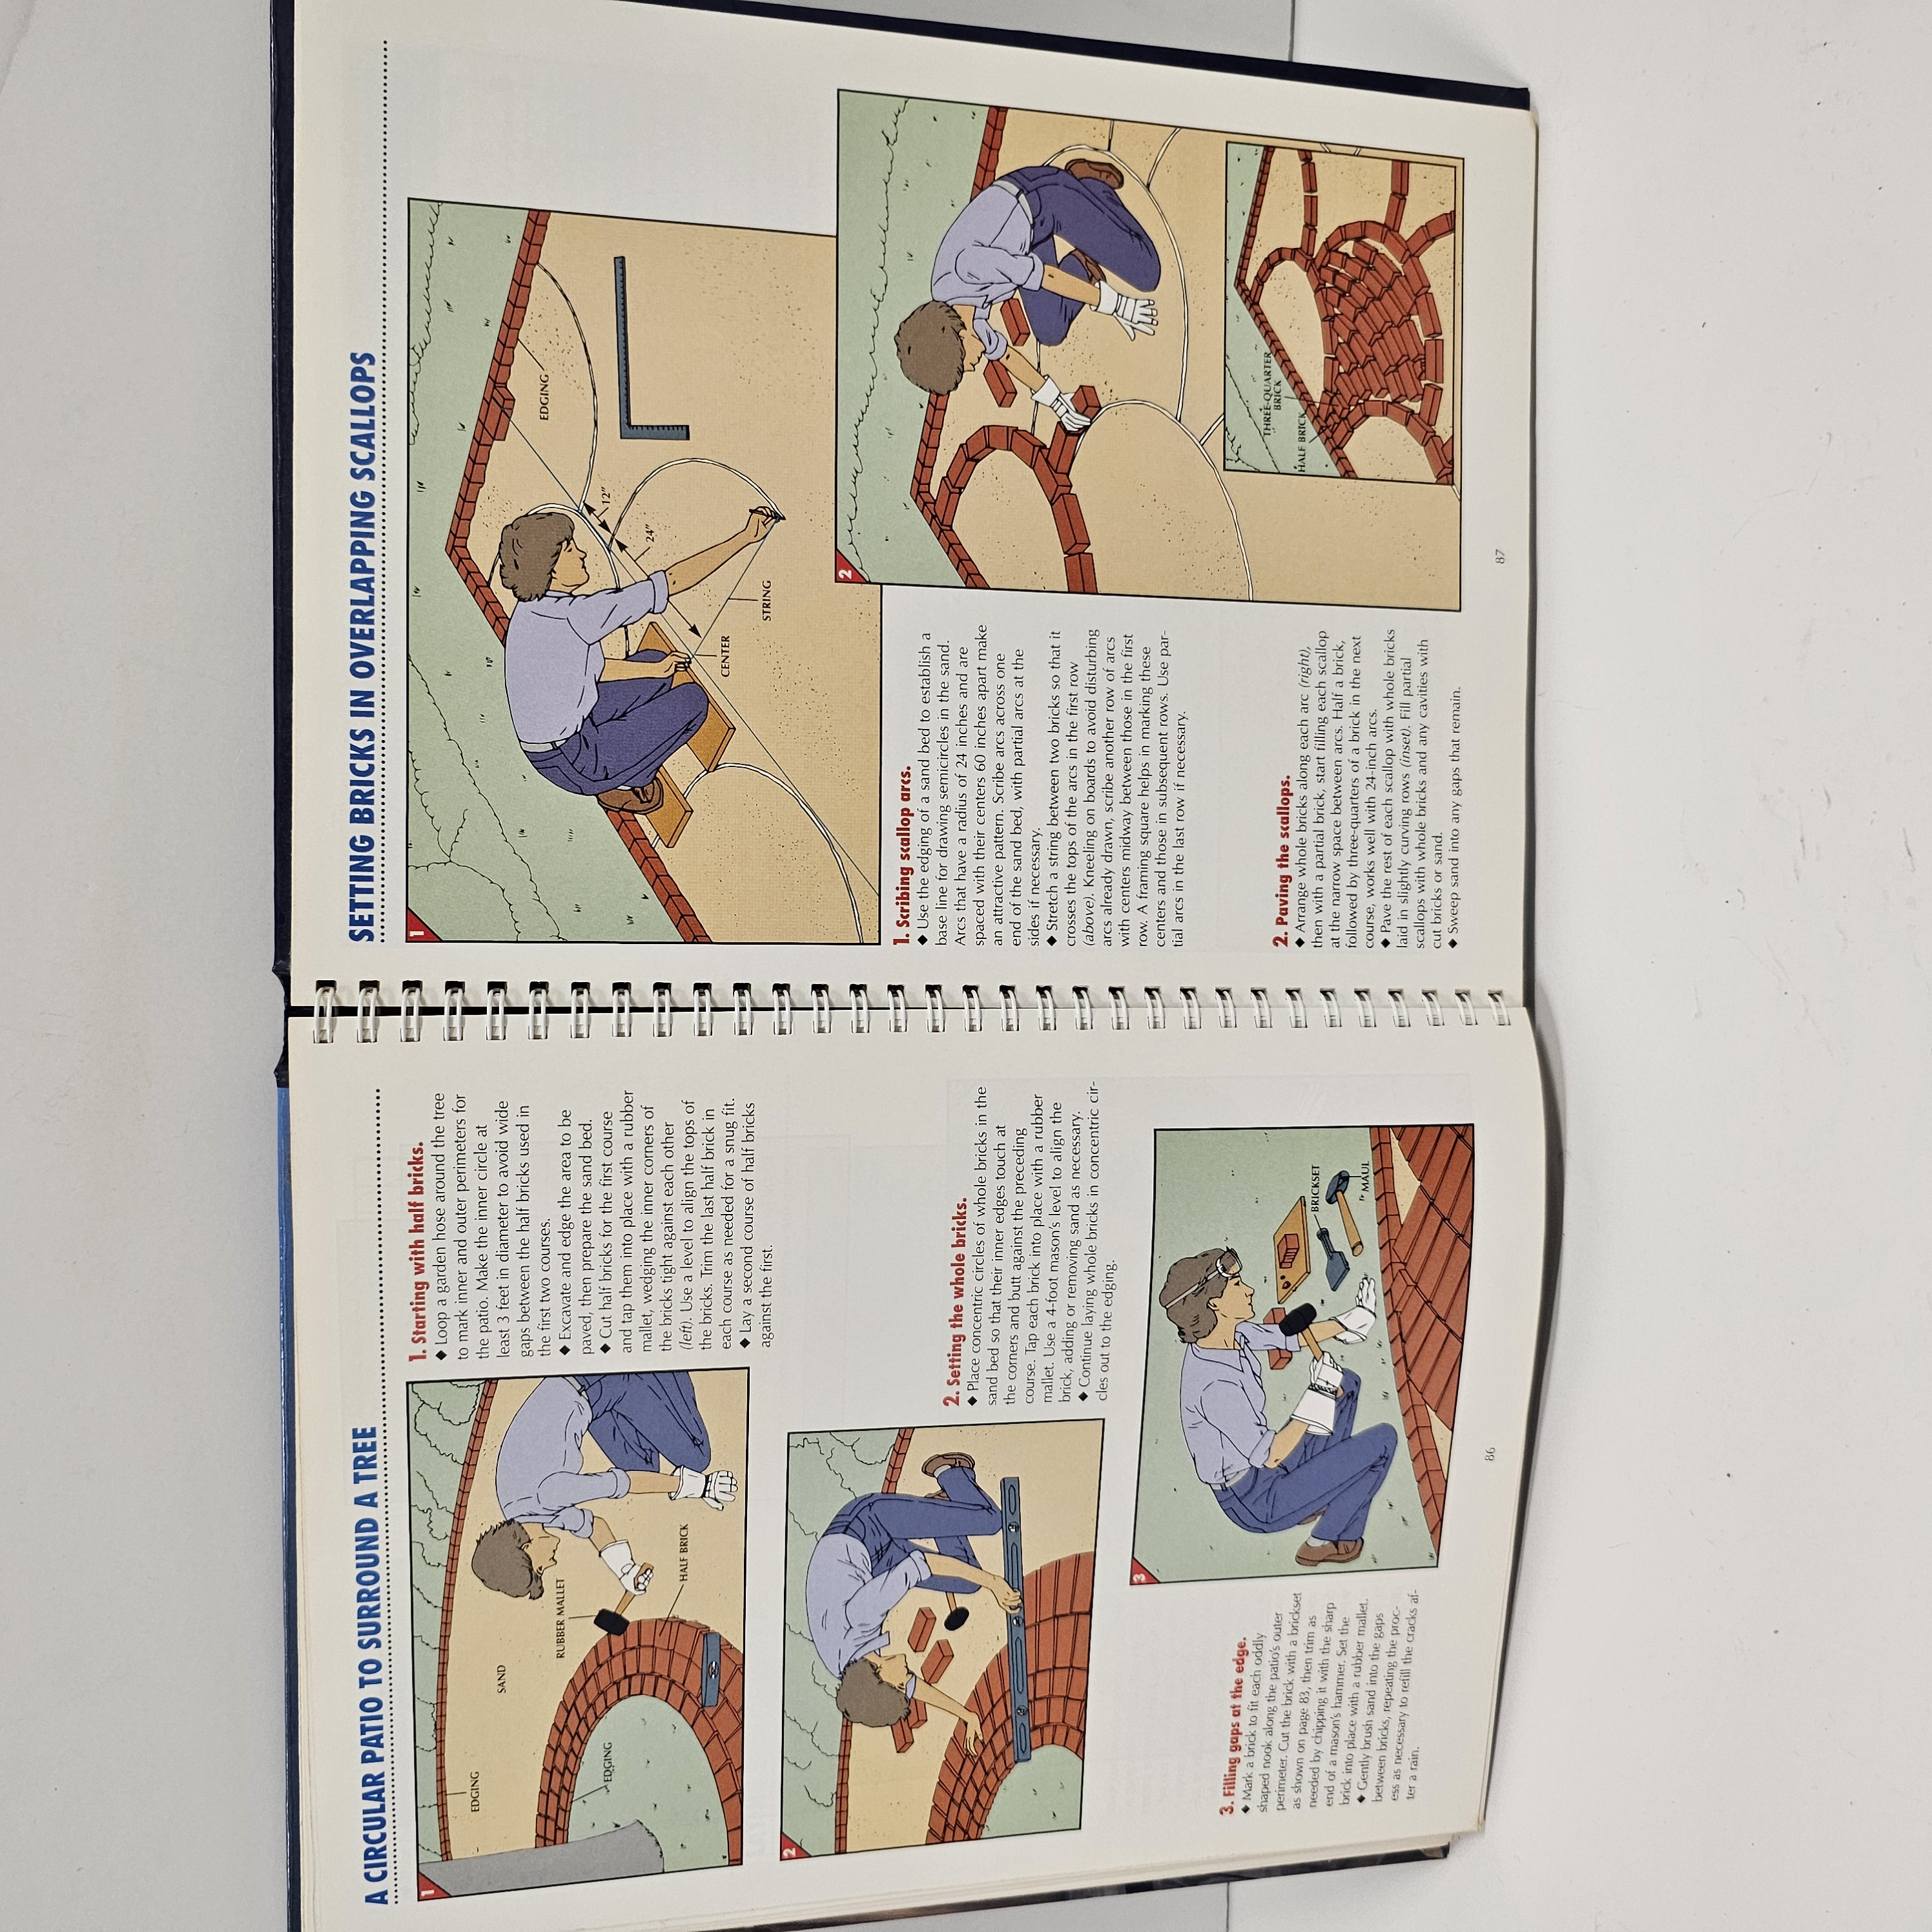 A CIRCULAR PATIO TO SURROUND A TREE
1
EDGING
SAND
RUBBER MALLET
EDGING
HALF BRICK
1. Starting with half bricks.
◆ Loop a garden hose around the tree
to mark inner and outer perimeters for
the patio. Make the inner circle at
least 3 feet in diameter to avoid wide
gaps between the half bricks used in
the first two courses.
◆ Excavate and edge the area to be
paved, then prepare the sand bed.
◆ Cut half bricks for the first course
and tap them into place with a rubber
mallet, wedging the inner corners of
the bricks tight against each other
(left). Use a level to align the tops of
the bricks. Trim the last half brick in
each course as needed for a snug fit.
◆ Lay a second course of half bricks
against the first.
2
2. Setting the whole bricks.
◆ Place concentric circles of whole bricks in the
sand bed so that their inner edges touch at
the corners and butt against the preceding
course. Tap each brick into place with a rubber
mallet. Use a 4-foot mason's level to align the
brick, adding or removing sand as necessary.
◆ Continue laying whole bricks in concentric cir-
cles out to the edging.
3
BRICKSET
MAUL
3. Filling gaps at the edge.
◆ Mark a brick to fit each oddly
shaped nook along the patio's outer
perimeter. Cut the brick with a brickset
as shown on page 83, then trim as
needed by chipping it with the sharp
end of a mason's hammer. Set the
brick into place with a rubber mallet.
◆ Gently brush sand into the gaps
between bricks, repeating the proc-
ess as necessary to refill the cracks af-
ter a rain.
86
SETTING BRICKS IN OVERLAPPING SCALLOPS
1
EDGING
12"
24"
CENTER
STRING
1. Scribing scallop arcs.
◆ Use the edging of a sand bed to establish a
base line for drawing semicircles in the sand.
Arcs that have a radius of 24 inches and are
spaced with their centers 60 inches apart make
an attractive pattern. Scribe arcs across one
end of the sand bed, with partial arcs at the
sides if necessary.
◆ Stretch a string between two bricks so that it
crosses the tops of the arcs in the first row
(above). Kneeling on boards to avoid disturbing
arcs already drawn, scribe another row of arcs
with centers midway between those in the first
row. A framing square helps in marking these
centers and those in subsequent rows. Use par-
tial arcs in the last row if necessary.
2
THREE-QUARTER
BRICK
HALF BRICK
2. Paving the scallops.
◆ Arrange whole bricks along each arc (right),
then with a partial brick, start filling each scallop
at the narrow space between arcs. Half a brick,
followed by three-quarters of a brick in the next
course, works well with 24-inch arcs.
◆ Pave the rest of each scallop with whole bricks
laid in slightly curving rows (inset). Fill partial
scallops with whole bricks and any cavities with
cut bricks or sand.
◆ Sweep sand into any gaps that remain.
87